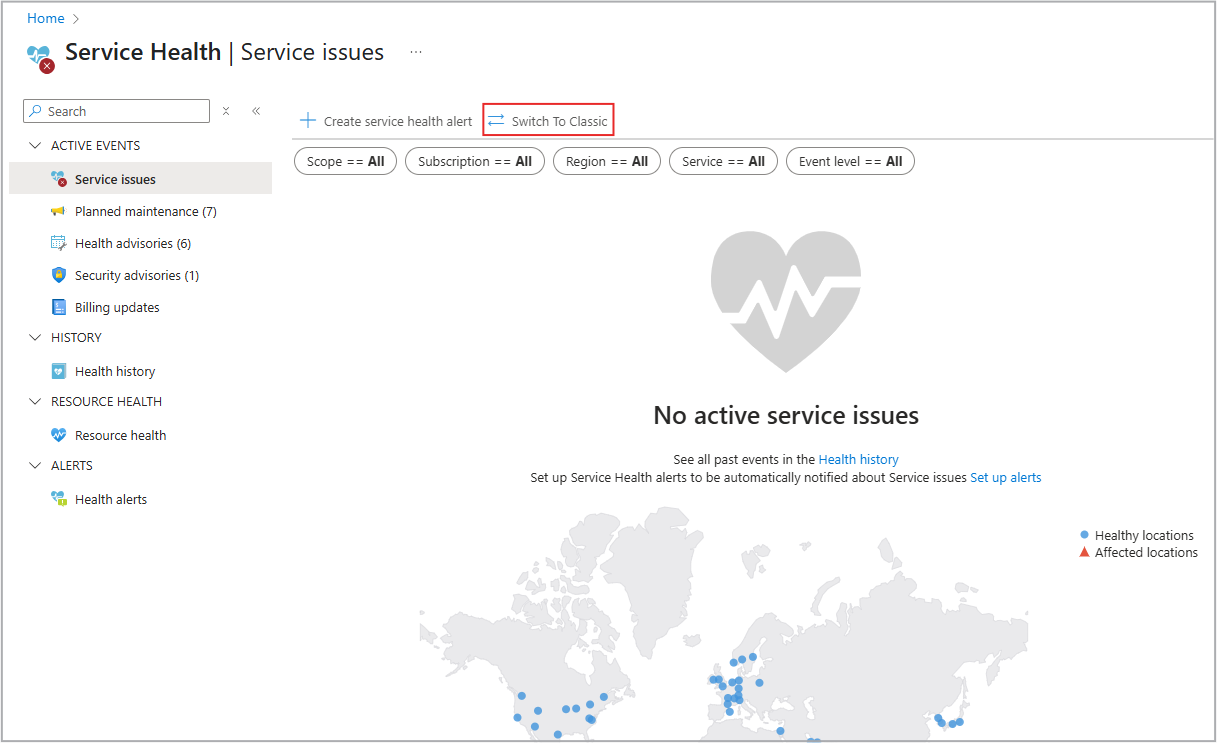 Home
Service Health | Service issues ...
Search
ACTIVE EVENTS
Service issues
Planned maintenance (7)
Health advisories (6)
Security advisories (1)
Billing updates
HISTORY
Health history
RESOURCE HEALTH
Resource health
ALERTS
Health alerts
Create service health alert Switch To Classic
Scope == All Subscription == All Region == All Service == All Event level == All
No active service issues
See all past events in the Health history
Set up Service Health alerts to be automatically notified about Service issues Set up alerts
Healthy locations
Affected locations